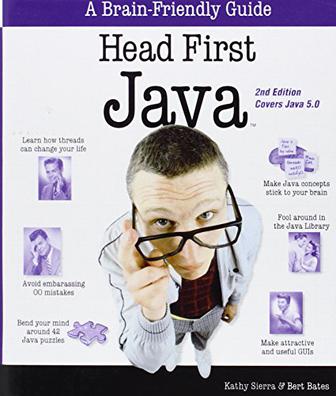 A Brain-Friendly Guide
Head First
Java™
2nd Edition
Covers Java 5.0
Learn how threads
can change your life
Make Java concepts
stick to your brain
Fool around in
the Java Library
Avoid embarassing
OO mistakes
Bend your mind
around 42
Java puzzles
Make attractive
and useful GUIs
Kathy Sierra & Bert Bates